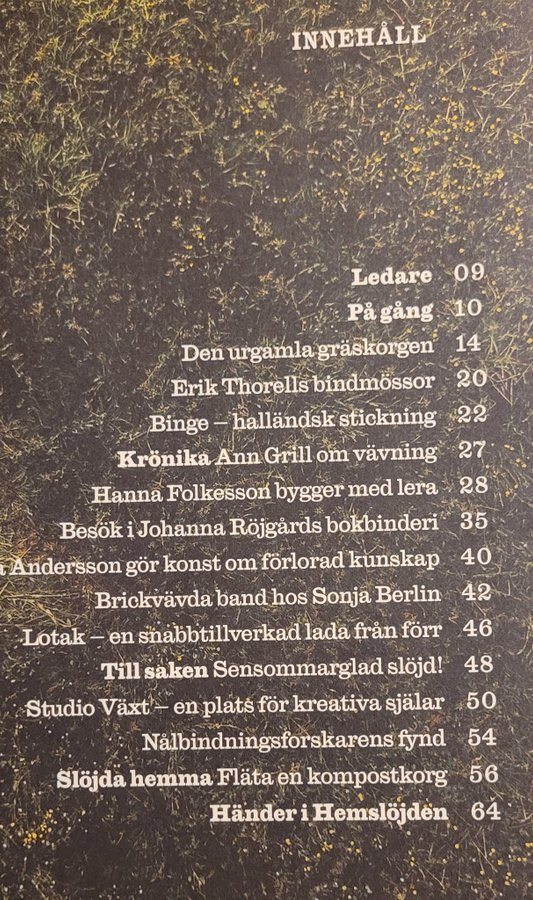 INNEHÅLL
Ledare 09
På gång 10
Den urgamla gräskorgen 14
Erik Thorells bindmössor 20
Binge – halländsk stickning 22
Krönika Ann Grill om vävning 27
Hanna Folkesson bygger med lera 28
Besök i Johanna Röjgårds bokbinderi 35
Andersson gör konst om förlorad kunskap 40
Brickvävda band hos Sonja Berlin 42
Lotak – en snabbtillverkad lada från förr 46
Till saken Sensommarglad slöjd! 48
Studio Växt – en plats för kreativa själar 50
Nålbindningsforskarens fynd 54
Slöjda hemma Fläta en kompostkorg 56
Händer i Hemslöjden 64